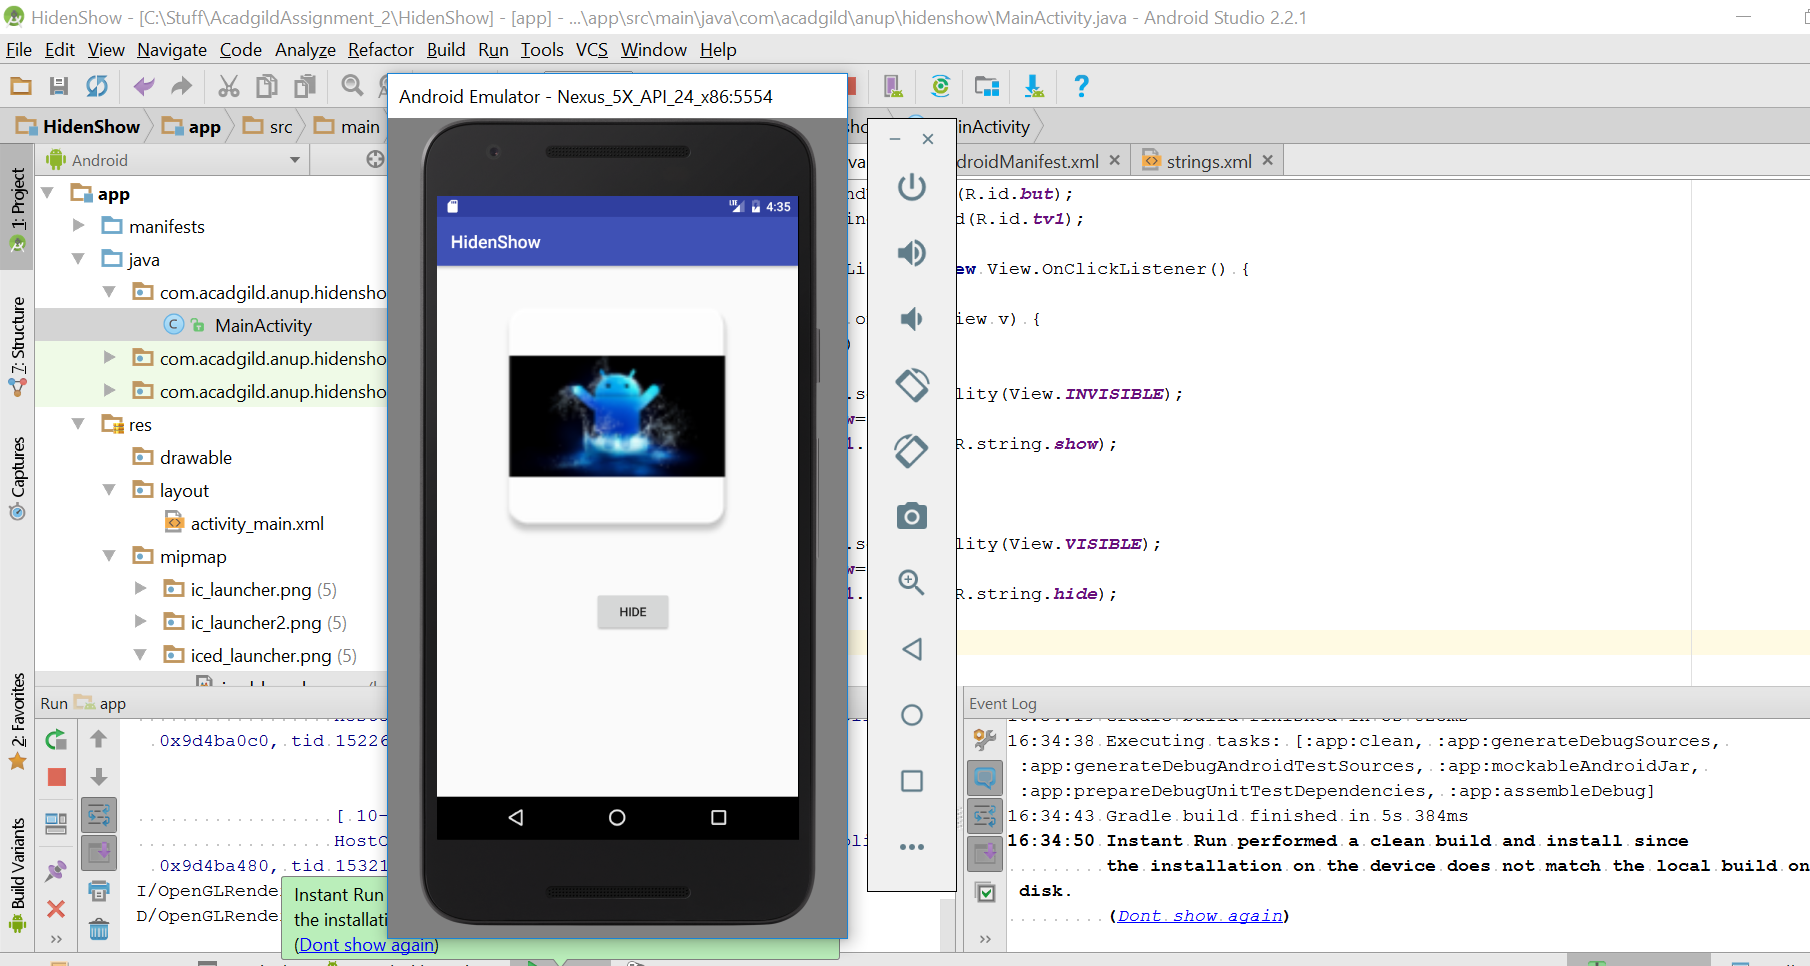 HidenShow - [C:\Stuff\AcadgildAssignment_2\HidenShow] - [app] - ...\app\src\main\java\com\acadgild\anup\hidenshow\MainActivity.java - Android Studio 2.2.1
File Edit View Navigate Code Analyze Refactor Build Run Tools VCS Window Help
Android Emulator - Nexus_5X_API_24_x86:5554
HidenShow app src main
inActivity
Android
droidManifest.xml
strings.xml
1: Project
7: Structure
Captures
2: Favorites
Build Variants
app
manifests
java
com.acadgild.anup.hidensho
MainActivity
com.acadgild.anup.hidensho
com.acadgild.anup.hidensho
res
drawable
layout
activity_main.xml
mipmap
ic_launcher.png (5)
ic_launcher2.png (5)
iced_launcher.png (5)
4:35
HidenShow
HIDE
(R.id.but);
d(R.id.tv1);
ew View.OnClickListener() {
iew v) {
lity(View.INVISIBLE);
R.string.show);
lity(View.VISIBLE);
R.string.hide);
Run app
0x9d4ba0c0, tid 15226
[ 10-
HostC
0x9d4ba480, tid 15321
I/OpenGLRende
D/OpenGLRende
Instant Run
the installati
(Dont show again)
Event Log
16:34:38 Executing tasks: [:app:clean, :app:generateDebugSources,
:app:generateDebugAndroidTestSources, :app:mockableAndroidJar,
:app:prepareDebugUnitTestDependencies, :app:assembleDebug]
16:34:43 Gradle build finished in 5s 384ms
16:34:50 Instant Run performed a clean build and install since
the installation on the device does not match the local build on
disk.
(Dont show again)